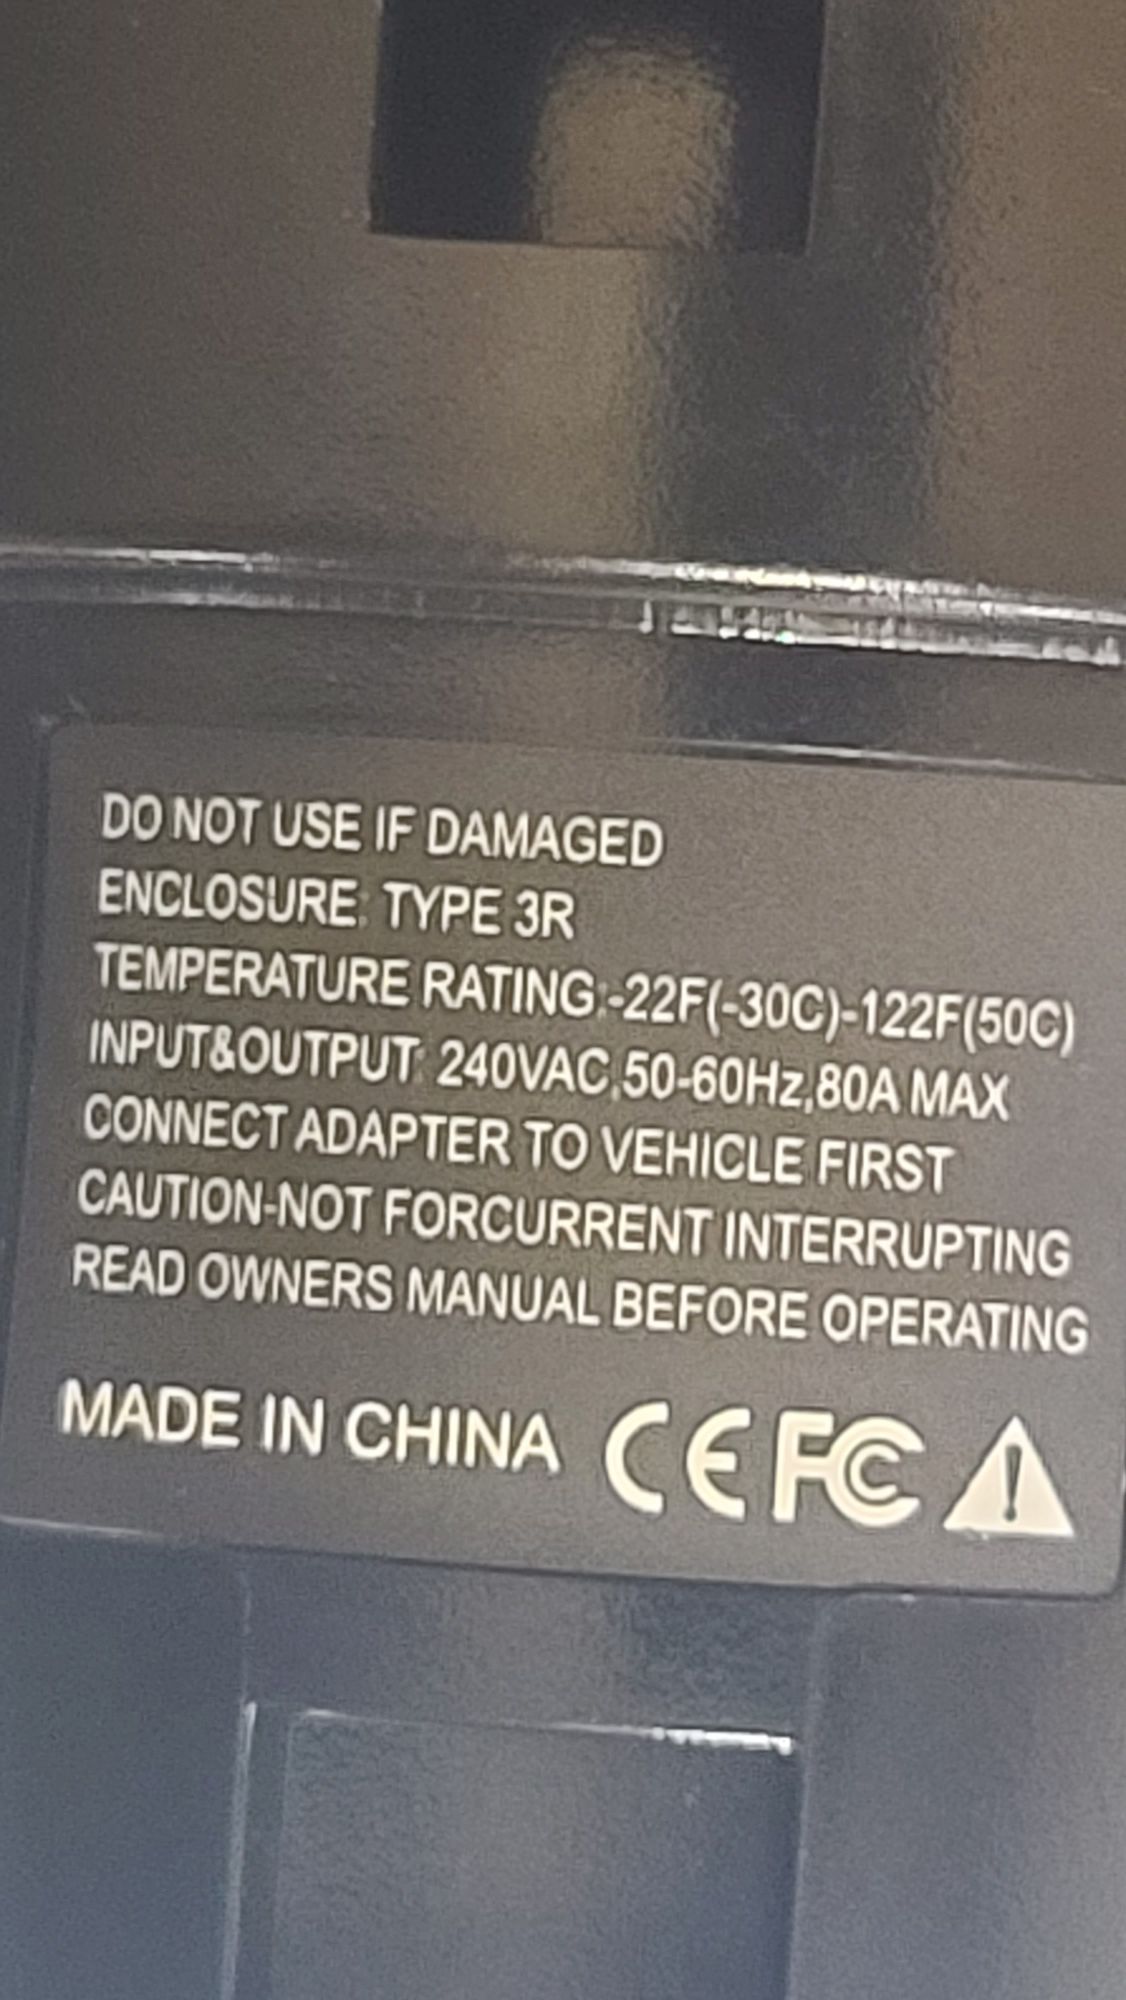 DO NOT USE IF DAMAGED
ENCLOSURE: TYPE 3R
TEMPERATURE RATING:-22F(-30C)-122F(50C)
INPUT&OUTPUT: 240VAC,50-60Hz,80A MAX
CONNECT ADAPTER TO VEHICLE FIRST
CAUTION-NOT FORCURRENT INTERRUPTING
READ OWNERS MANUAL BEFORE OPERATING
MADE IN CHINA CE FC